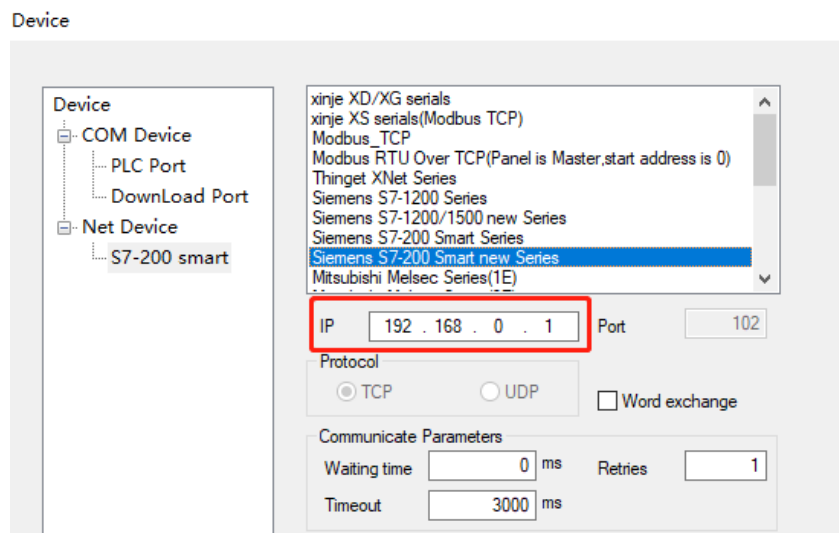 Device
Device
COM Device
PLC Port
DownLoad Port
Net Device
S7-200 smart
xinje XD/XG serials
xinje XS serials(Modbus TCP)
Modbus_TCP
Modbus RTU Over TCP(Panel is Master,start address is 0)
Thinget XNet Series
Siemens S7-1200 Series
Siemens S7-1200/1500 new Series
Siemens S7-200 Smart Series
Siemens S7-200 Smart new Series
Mitsubishi Melsec Series(1E)
IP 192 . 168 . 0 . 1 Port 102
Protocol
TCP UDP
Word exchange
Communicate Parameters
Waiting time 0 ms Retries 1
Timeout 3000 ms